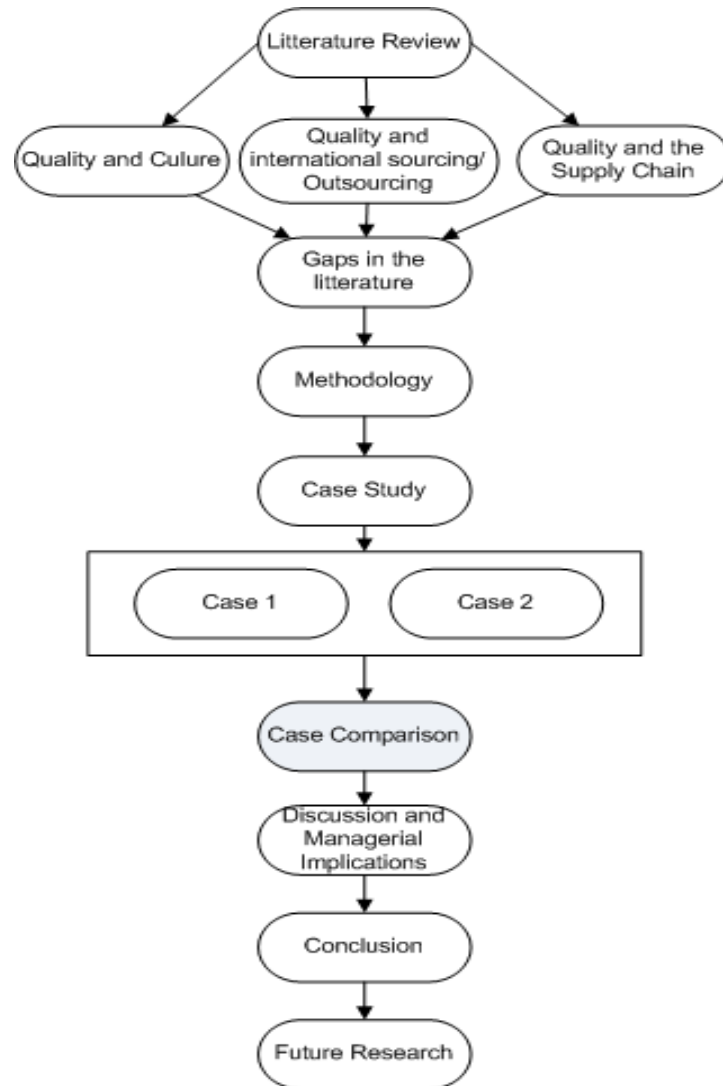 Litterature Review
Quality and Culure
Quality and
international sourcing/
Outsourcing
Quality and the
Supply Chain
Gaps in the
litterature
Methodology
Case Study
Case 1
Case 2
Case Comparison
Discussion and
Managerial
Implications
Conclusion
Future Research